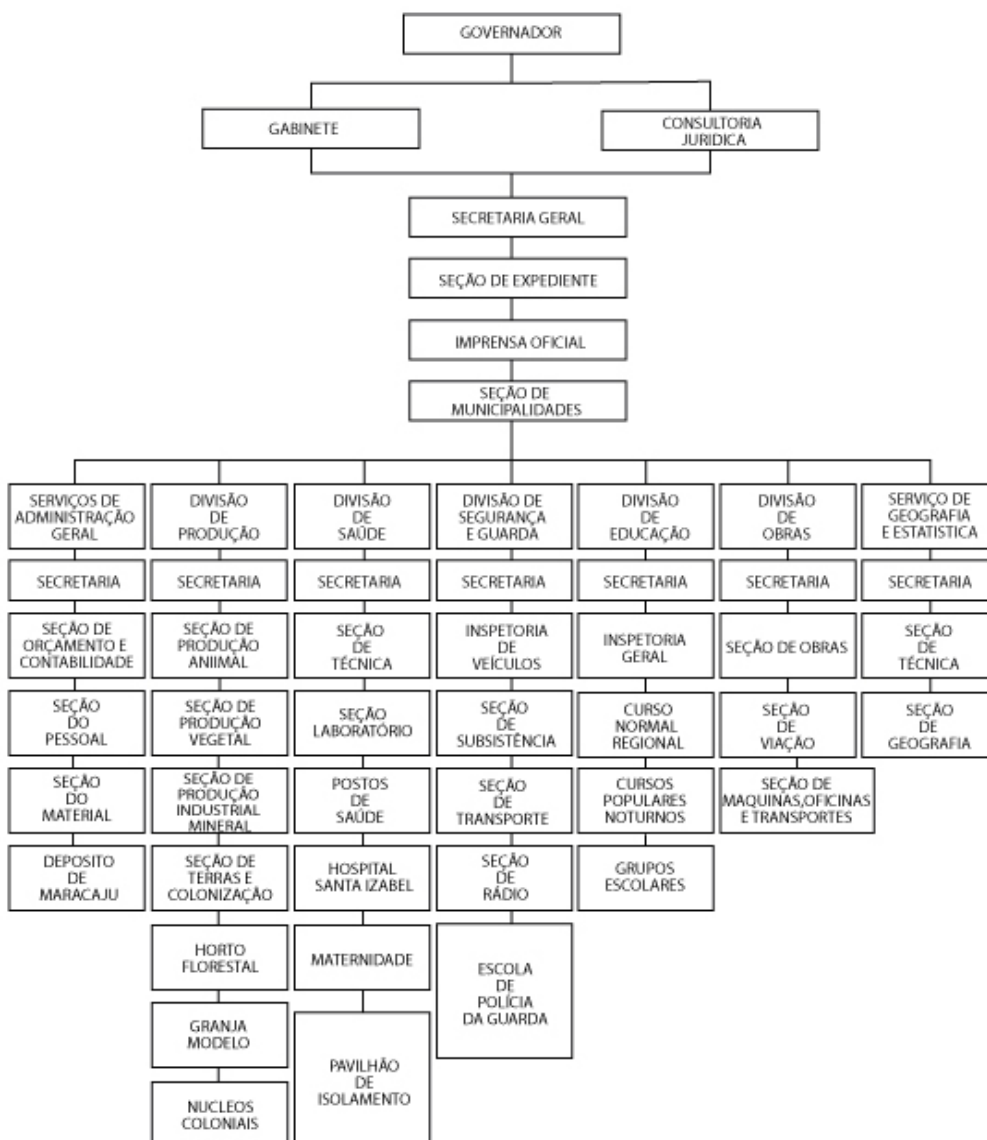 GOVERNADOR
GABINETE
CONSULTORIA
JURIDICA
SECRETARIA GERAL
SEÇÃO DE EXPEDIENTE
IMPRENSA OFICIAL
SEÇÃO DE
MUNICIPALIDADES
SERVIÇOS DE
ADMINISTRAÇÃO
GERAL
DIVISÃO
DE
PRODUÇÃO
DIVISÃO
DE
SAÚDE
DIVISÃO DE
SEGURANÇA
E GUARDA
DIVISÃO
DE
EDUCAÇÃO
DIVISÃO
DE
OBRAS
SERVIÇO DE
GEOGRAFIA
E ESTATISTICA
SECRETARIA
SECRETARIA
SECRETARIA
SECRETARIA
SECRETARIA
SECRETARIA
SECRETARIA
SEÇÃO DE
ORÇAMENTO E
CONTABILIDADE
SEÇÃO DE
PRODUÇÃO
ANIIMAL
SEÇÃO
DE
TÉCNICA
INSPETORIA
DE
VEÍCULOS
INSPETORIA
GERAL
SEÇÃO DE OBRAS
SEÇÃO
DE
TÉCNICA
SEÇÃO
DO
PESSOAL
SEÇÃO DE
PRODUÇÃO
VEGETAL
SEÇÃO
LABORATÓRIO
SEÇÃO
DE
SUBSISTÊNCIA
CURSO
NORMAL
REGIONAL
SEÇÃO
DE
VIAÇÃO
SEÇÃO
DE
GEOGRAFIA
SEÇÃO
DO
MATERIAL
SEÇÃO DE
PRODUÇÃO
INDUSTRIAL
MINERAL
POSTOS
DE
SAÚDE
SEÇÃO
DE
TRANSPORTE
CURSOS
POPULARES
NOTURNOS
SEÇÃO DE
MAQUINAS,OFICINAS
E TRANSPORTES
DEPOSITO
DE
MARACAJU
SEÇÃO DE
TERRAS E
COLONIZAÇÃO
HOSPITAL
SANTA IZABEL
SEÇÃO
DE
RÁDIO
GRUPOS
ESCOLARES
HORTO
FLORESTAL
MATERNIDADE
ESCOLA
DE
POLÍCIA
DA GUARDA
GRANJA
MODELO
PAVILHÃO
DE
ISOLAMENTO
NUCLEOS
COLONIAIS